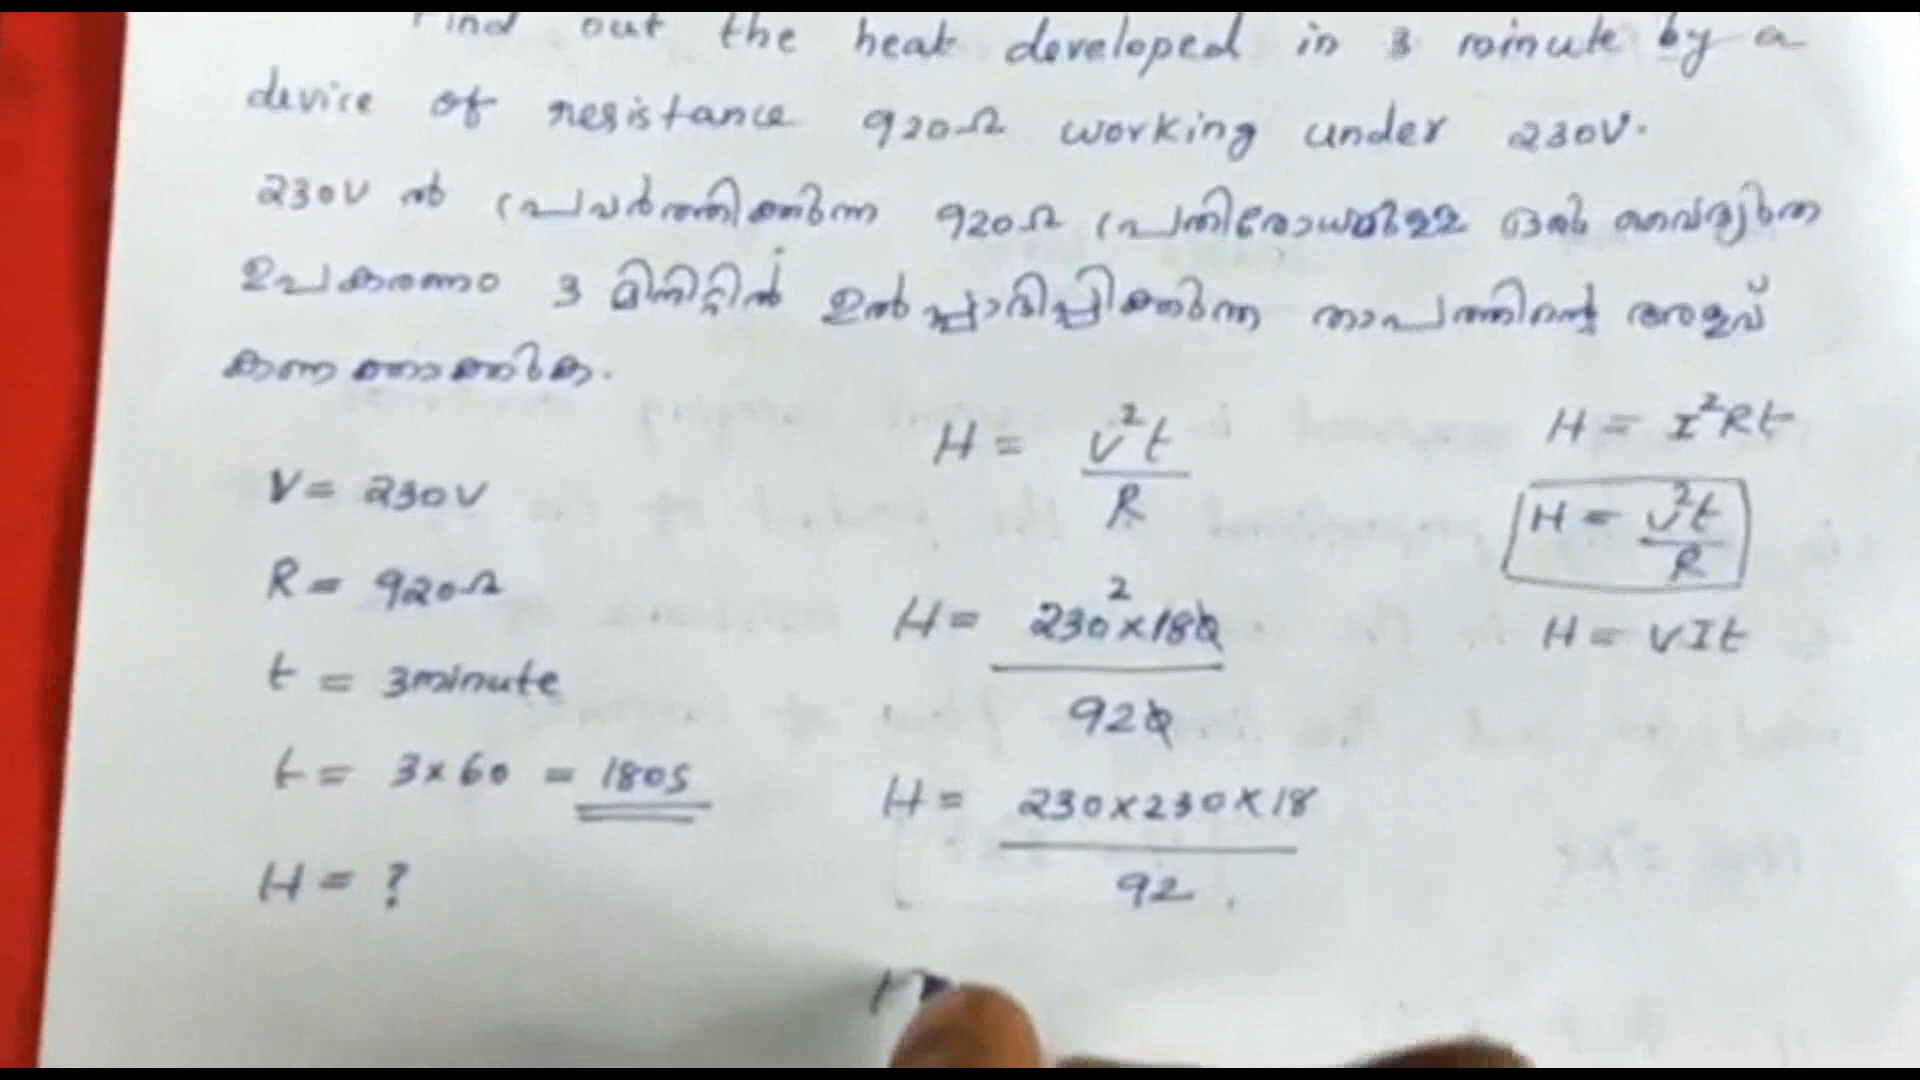 Find out the heat developed in 3 minute by a
device of resistance 920Ω working under 230V.
230V ൽ പ്രവർത്തിക്കുന്ന 920Ω പ്രതിരോധമുള്ള ഒരു വൈദ്യുത
ഉപകരണം 3 മിനിറ്റിൽ ഉൽപ്പാദിപ്പിക്കുന്ന താപത്തിന്റെ അളവ്
കണക്കാക്കുക.
V = 230V
R = 920Ω
t = 3minute
t = 3×60 = 180s
H = ?
H = V²t / R
H = 230²×180 / 920
H = 230×230×18 / 92
H = I²Rt
H = V²t / R
H = VIt